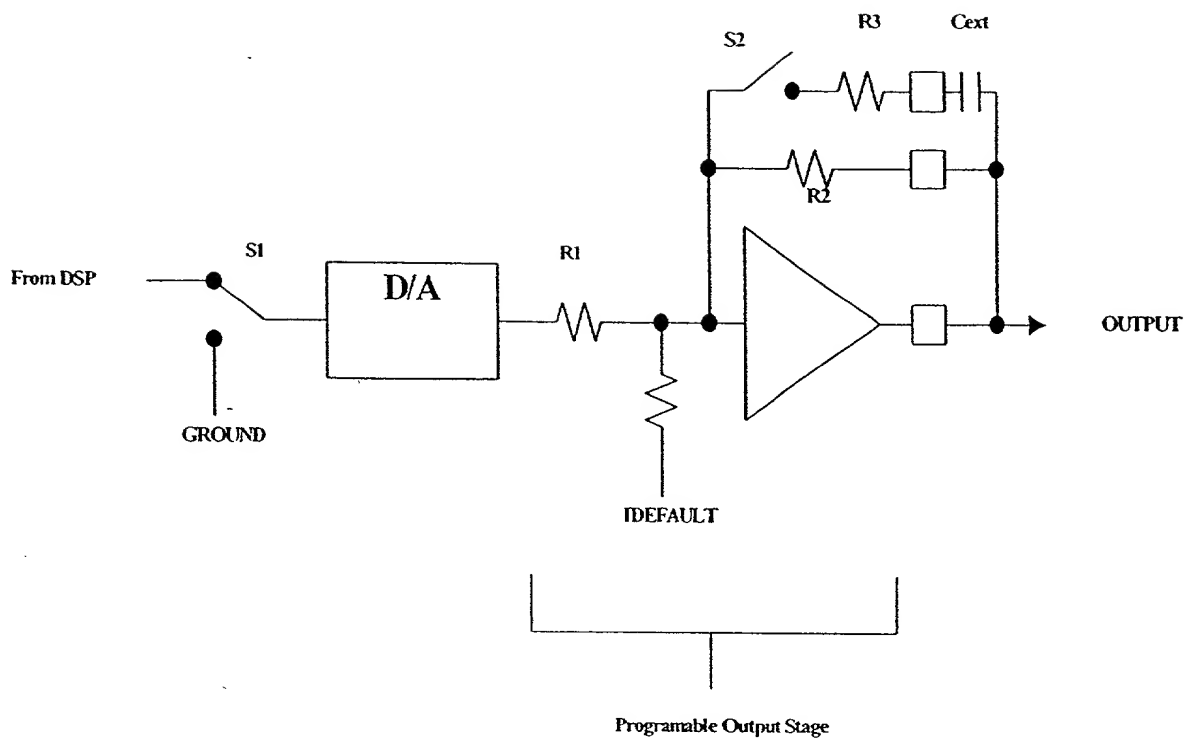 R3 Cext
S2
R2
S1
R1
From DSP
D/A
OUTPUT
GROUND
IDEFAULT
Programable Output Stage